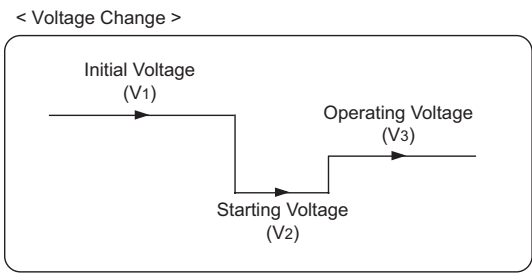 < Voltage Change >
Initial Voltage
(V1)
Operating Voltage
(V3)
Starting Voltage
(V2)